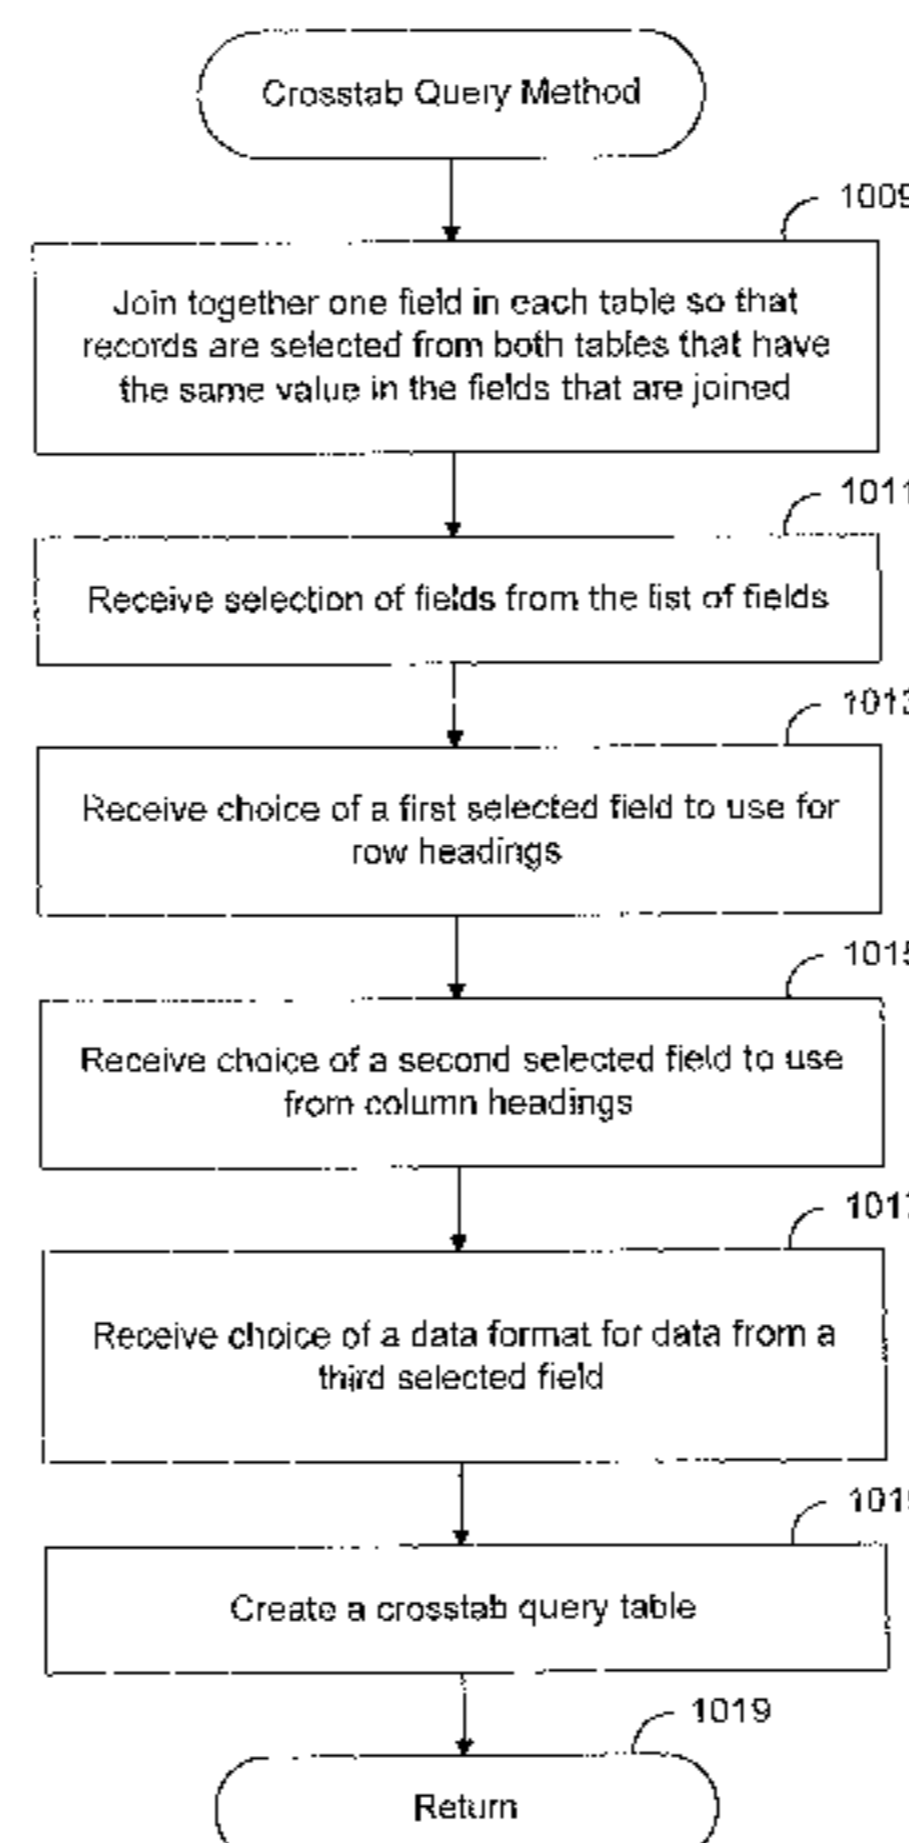 Crosstab Query Method
1009
Join together one field in each table so that
records are selected from both tables that have
the same value in the fields that are joined
1011
Receive selection of fields from the list of fields
Receive choice of a first selected field to use for
row headings
1015
Receive choice of a second selected field to use
from column headings
Receive choice of a data format for data from a
third selected field
Create a crosstab query table
1019
Return